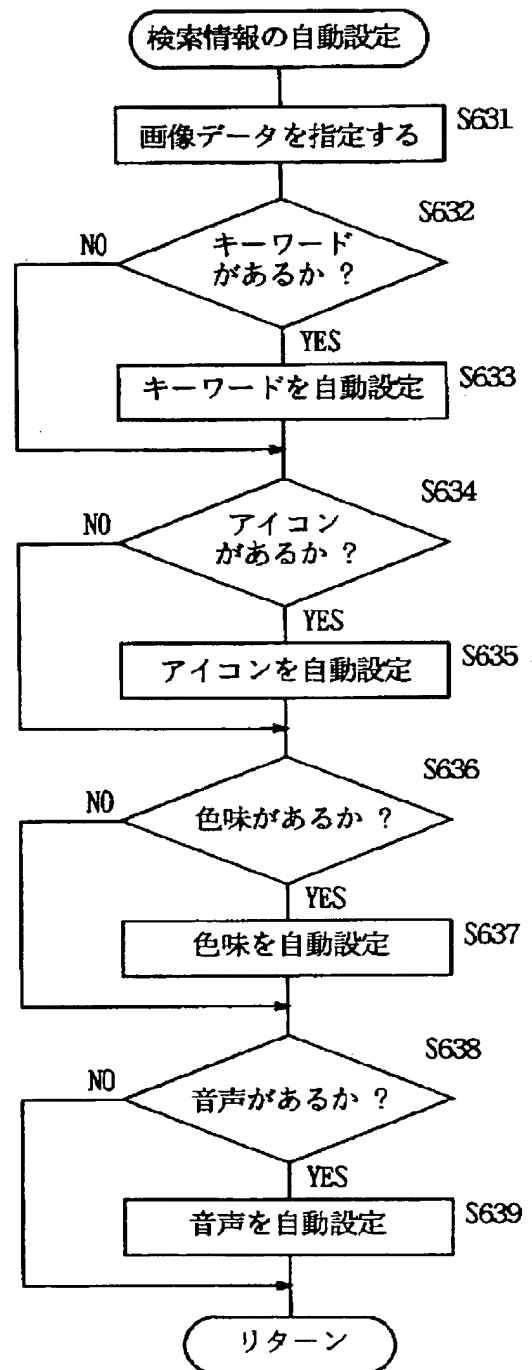 検索情報の自動設定
画像データを指定する
S631
S632
NO
キーワード
があるか ?
YES
キーワードを自動設定
S633
S634
NO
アイコン
があるか ?
YES
アイコンを自動設定
S635
S636
NO
色味があるか ?
YES
色味を自動設定
S637
S638
NO
音声があるか ?
YES
音声を自動設定
S639
リターン